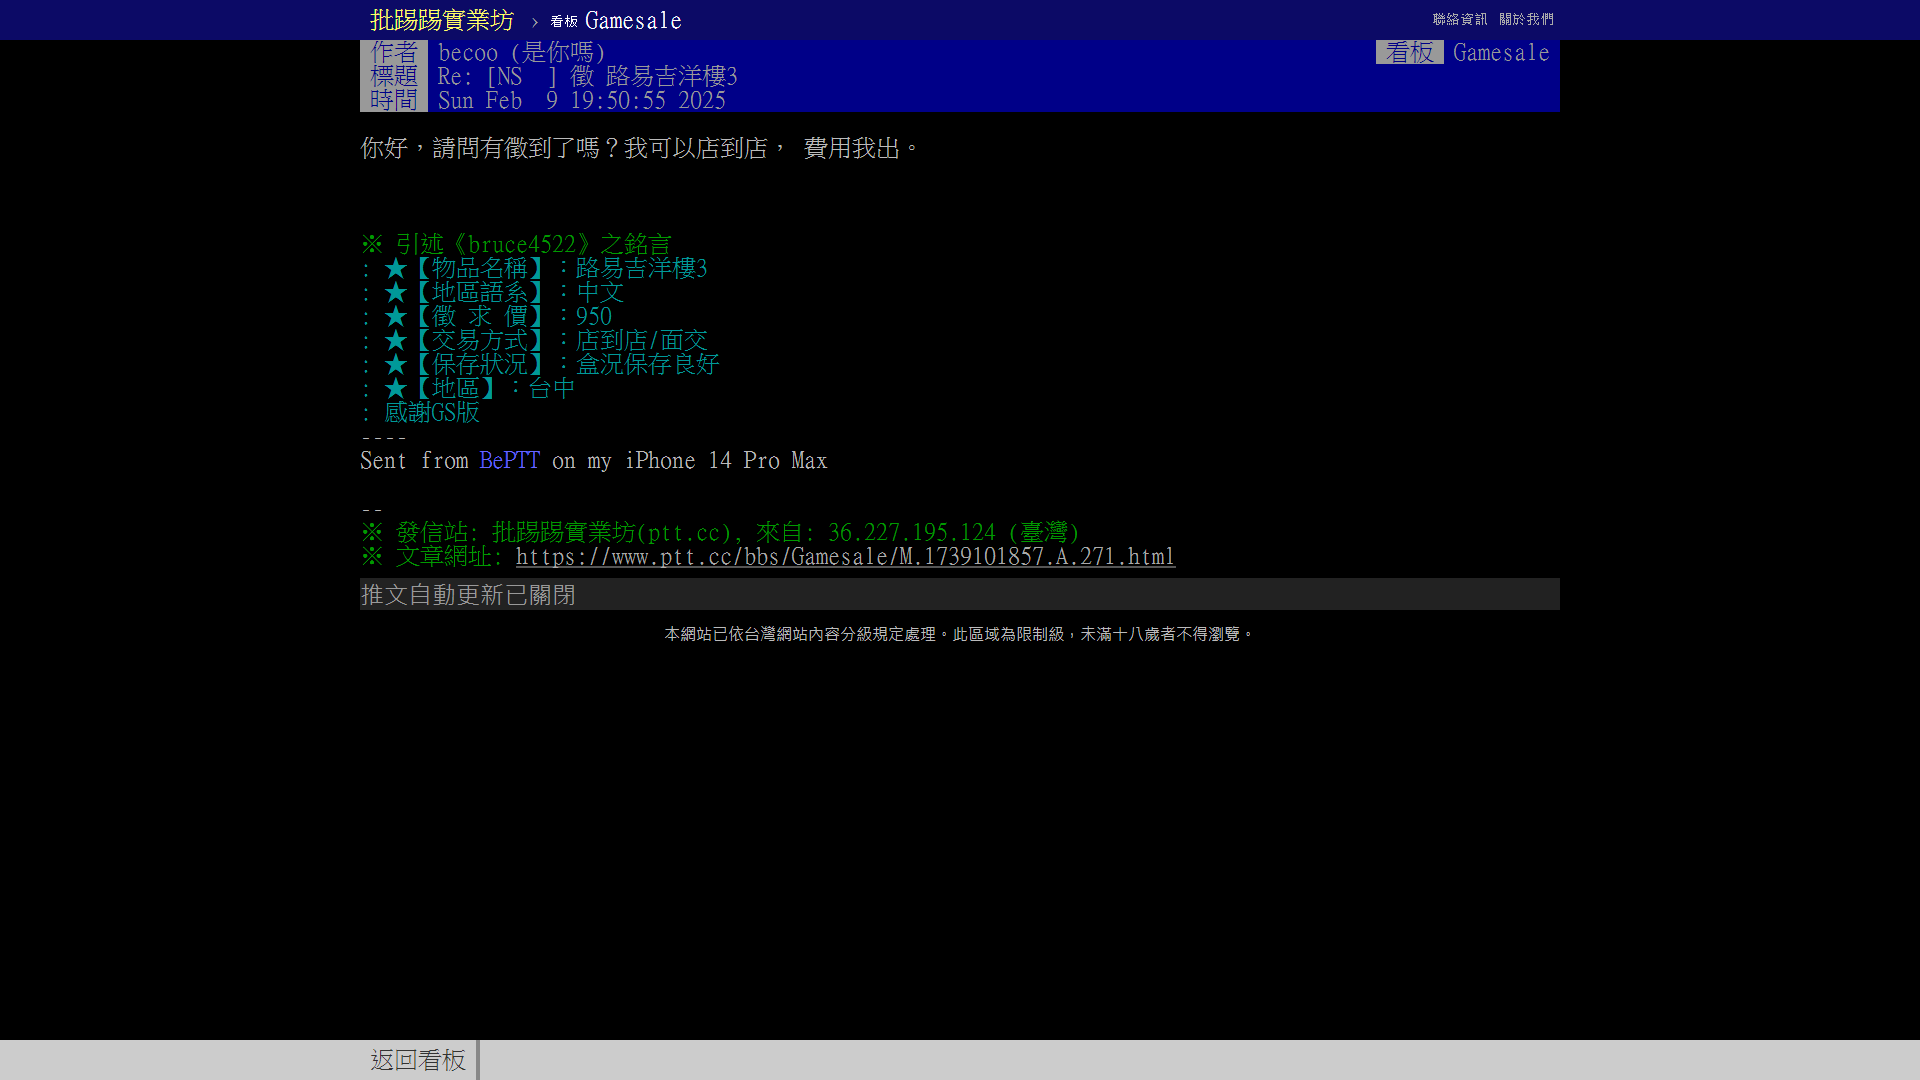 批踢踢實業坊 › 看板 Gamesale 聯絡資訊 關於我們
作者 becoo (是你嗎) 看板 Gamesale
標題 Re: [NS  ] 徵 路易吉洋樓3
時間 Sun Feb  9 19:50:55 2025
你好，請問有徵到了嗎？我可以店到店， 費用我出。
※ 引述《bruce4522》之銘言
: ★【物品名稱】：路易吉洋樓3
: ★【地區語系】：中文
: ★【徵 求 價】：950
: ★【交易方式】：店到店/面交
: ★【保存狀況】：盒況保存良好
: ★【地區】：台中
: 感謝GS版
----
Sent from BePTT on my iPhone 14 Pro Max
--
※ 發信站: 批踢踢實業坊(ptt.cc), 來自: 36.227.195.124 (臺灣)
※ 文章網址: https://www.ptt.cc/bbs/Gamesale/M.1739101857.A.271.html
推文自動更新已關閉
本網站已依台灣網站內容分級規定處理。此區域為限制級，未滿十八歲者不得瀏覽。
返回看板